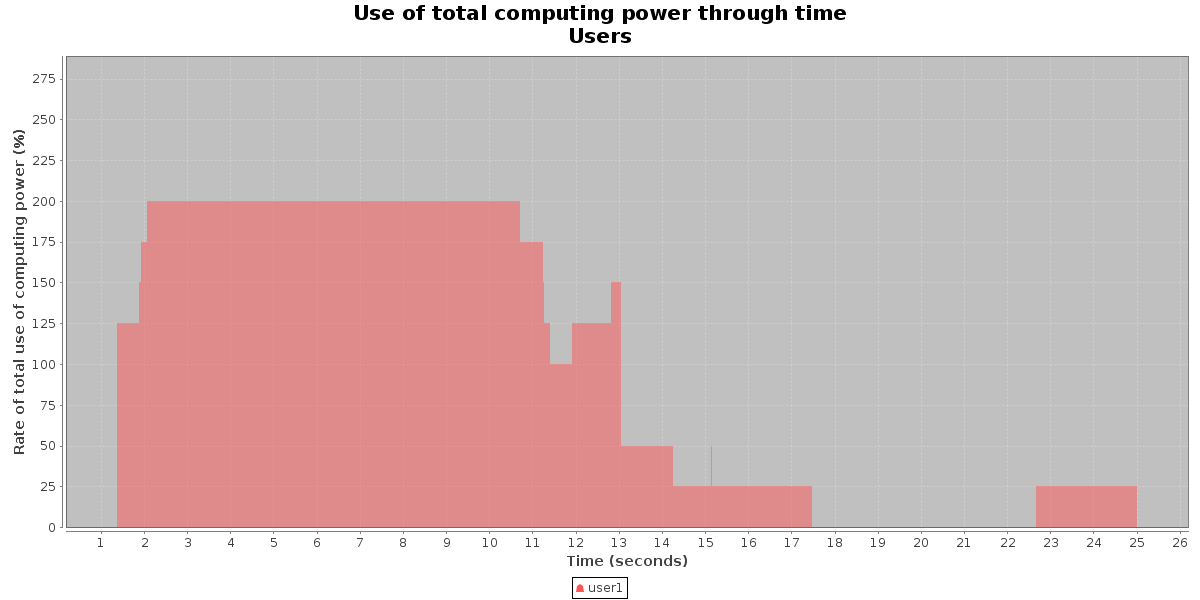 Use of total computing power through time
Users
Rate of total use of computing power (%)
275
250
225
200
175
150
125
100
75
50
25
0
1 2 3 4 5 6 7 8 9 10 11 12 13 14 15 16 17 18 19 20 21 22 23 24 25 26
Time (seconds)
user1